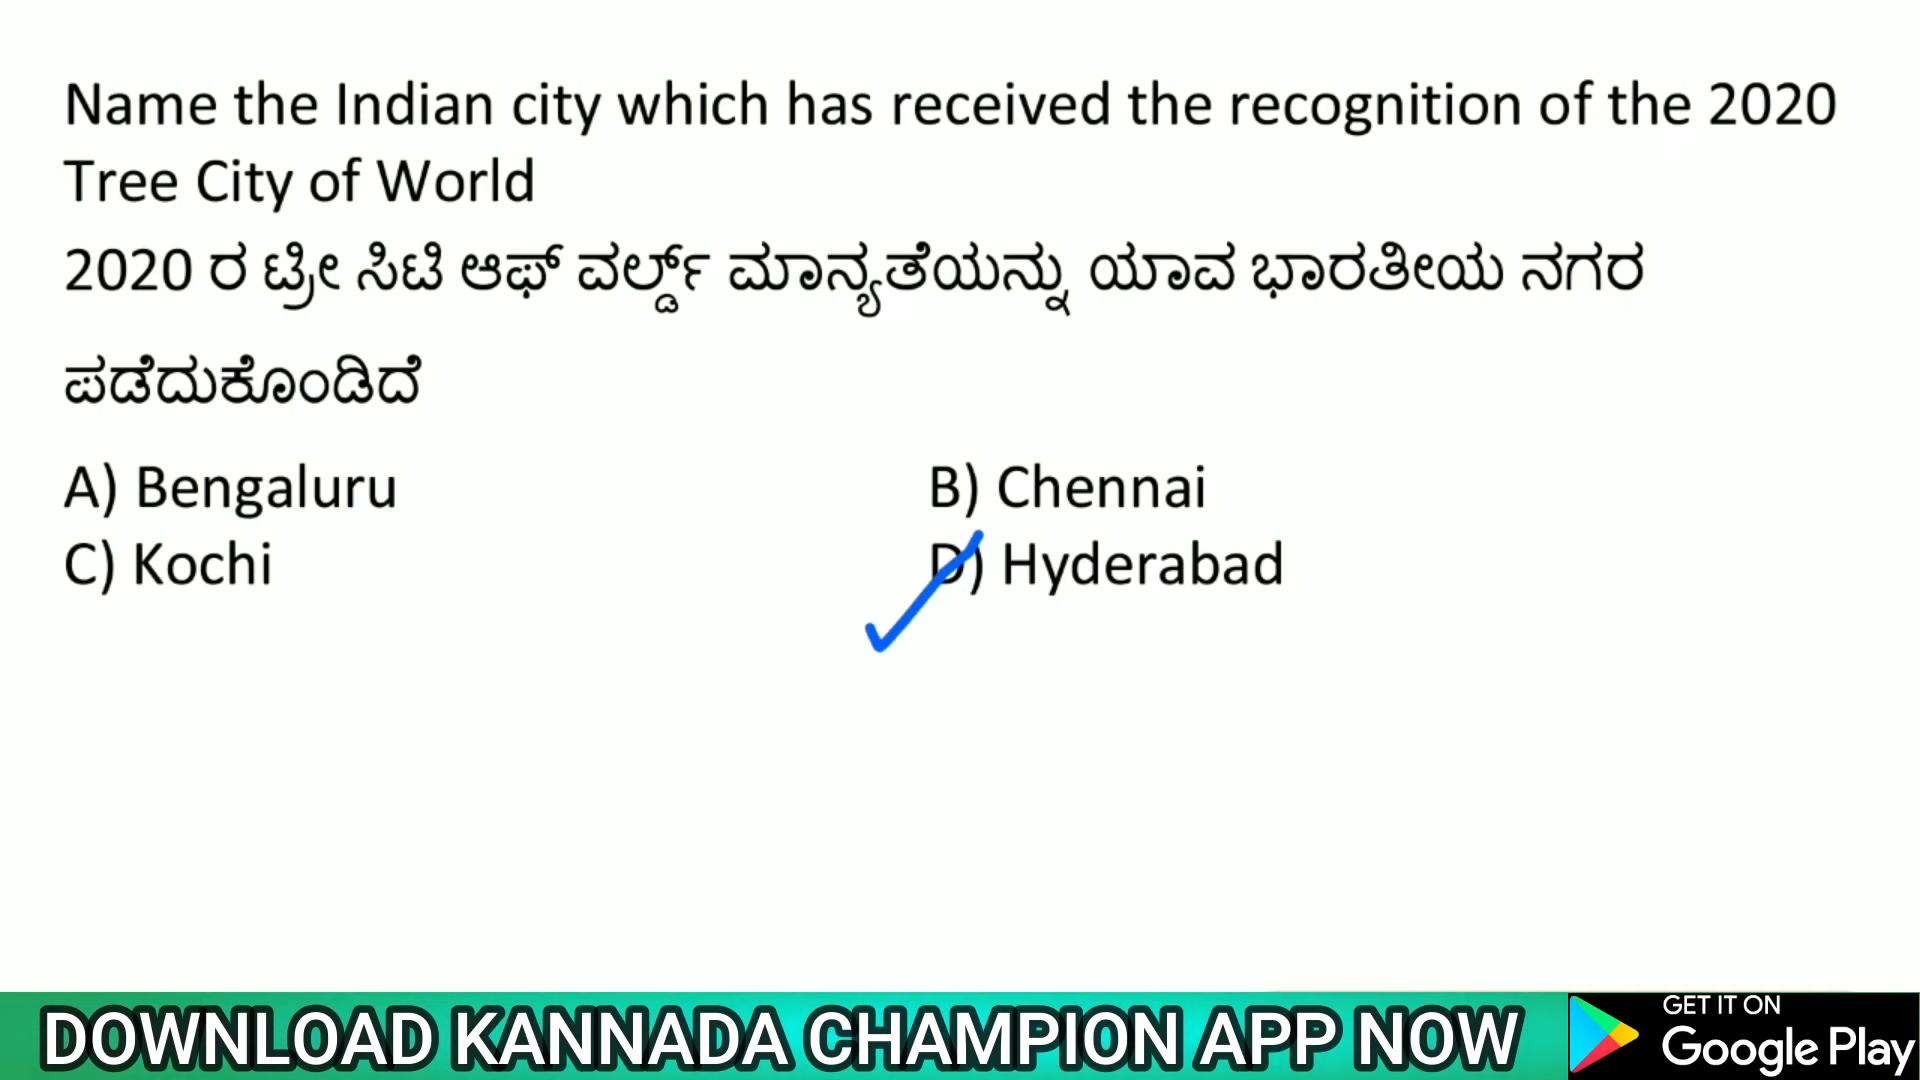 Name the Indian city which has received the recognition of the 2020
Tree City of World
2020 ರ ಟ್ರೀ ಸಿಟಿ ಆಫ್ ವರ್ಲ್ಡ್ ಮಾನ್ಯತೆಯನ್ನು ಯಾವ ಭಾರತೀಯ ನಗರ
ಪಡೆದುಕೊಂಡಿದೆ
A) Bengaluru B) Chennai
C) Kochi D) Hyderabad
DOWNLOAD KANNADA CHAMPION APP NOW
GET IT ON
Google Play